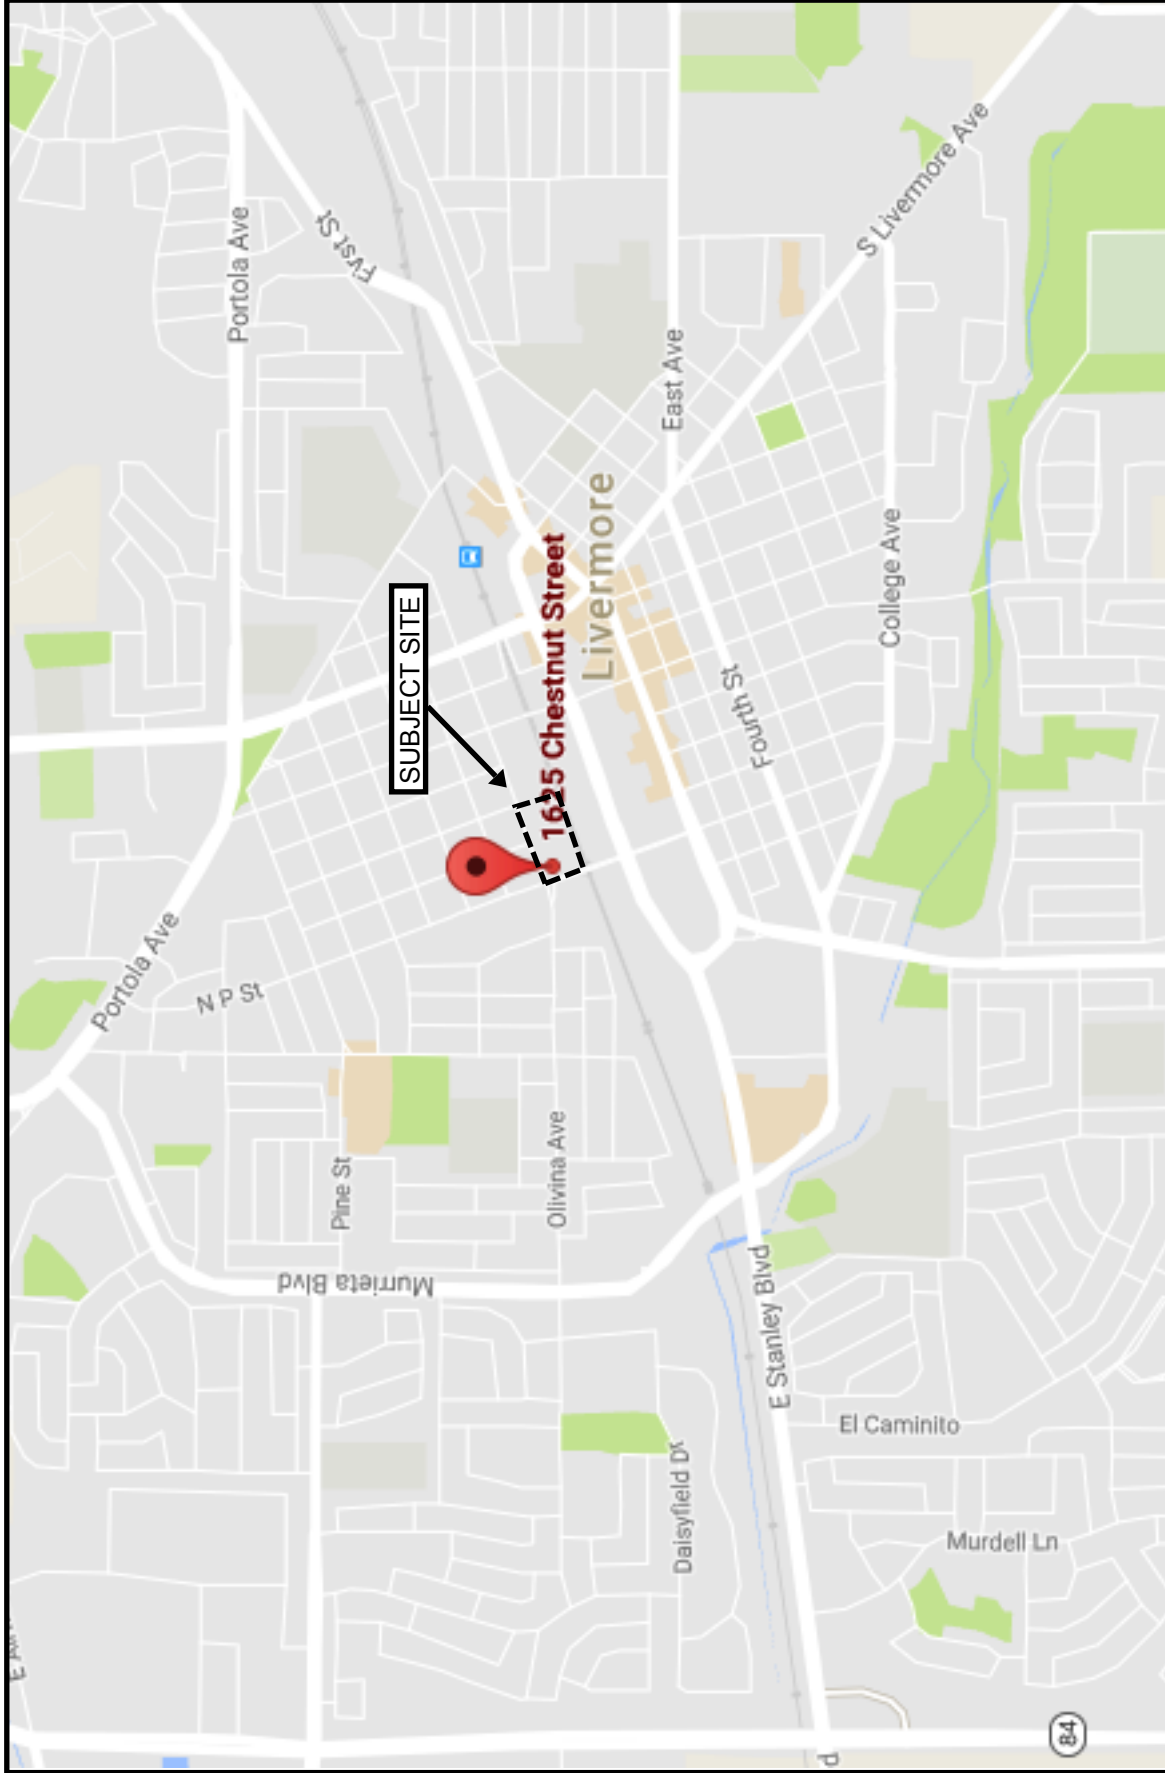 E
Portola Ave
First St
Portola Ave
N P St
Pine St
Murrieta Blvd
SUBJECT SITE
1625 Chestnut Street
Livermore
East Ave
S Livermore Ave
Fourth St
College Ave
Olivina Ave
Daisyfield Dr
E Stanley Blvd
El Caminito
Murdell Ln
84
d